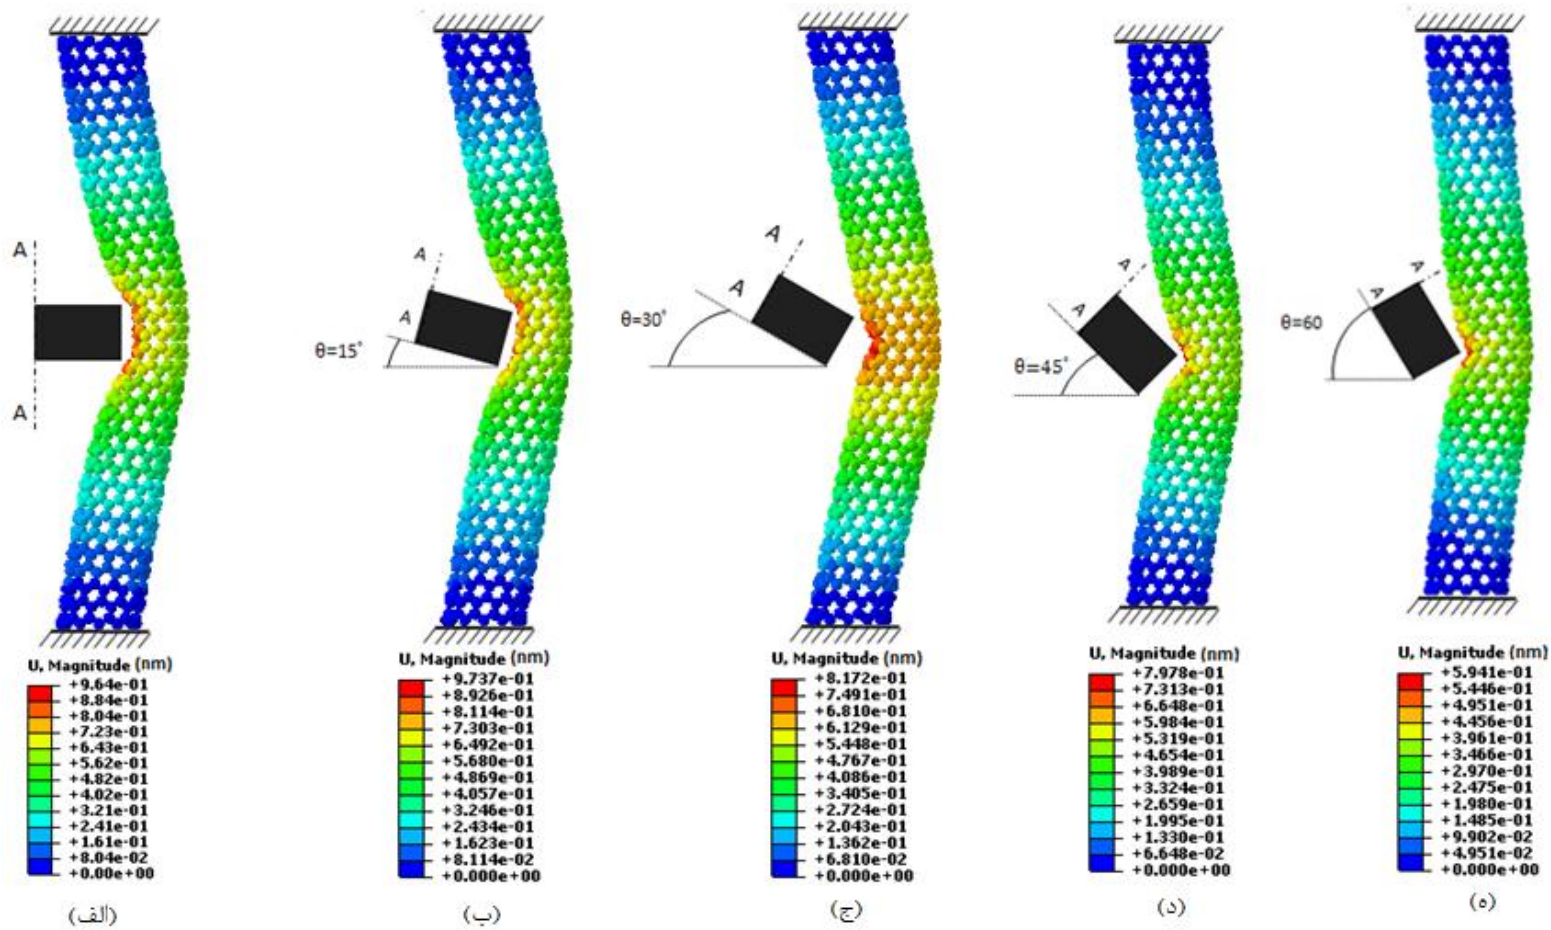 A
A
A
A
θ=15˚
A
A
θ=30˚
A
A
θ=45˚
A
A
θ=60
U, Magnitude (nm)
+9.64e-01
+8.84e-01
+8.04e-01
+7.23e-01
+6.43e-01
+5.62e-01
+4.82e-01
+4.02e-01
+3.21e-01
+2.41e-01
+1.61e-01
+8.04e-02
+0.00e+00
(الف)
U, Magnitude (nm)
+9.737e-01
+8.926e-01
+8.114e-01
+7.303e-01
+6.492e-01
+5.680e-01
+4.869e-01
+4.057e-01
+3.246e-01
+2.434e-01
+1.623e-01
+8.114e-02
+0.000e+00
(ب)
U, Magnitude (nm)
+8.172e-01
+7.491e-01
+6.810e-01
+6.129e-01
+5.448e-01
+4.767e-01
+4.086e-01
+3.405e-01
+2.724e-01
+2.043e-01
+1.362e-01
+6.810e-02
+0.000e+00
(ج)
U, Magnitude (nm)
+7.978e-01
+7.313e-01
+6.648e-01
+5.984e-01
+5.319e-01
+4.654e-01
+3.989e-01
+3.324e-01
+2.659e-01
+1.995e-01
+1.330e-01
+6.648e-02
+0.000e+00
(د)
U, Magnitude (nm)
+5.941e-01
+5.446e-01
+4.951e-01
+4.456e-01
+3.961e-01
+3.466e-01
+2.970e-01
+2.475e-01
+1.980e-01
+1.485e-01
+9.902e-02
+4.951e-02
+0.000e+00
(ه)